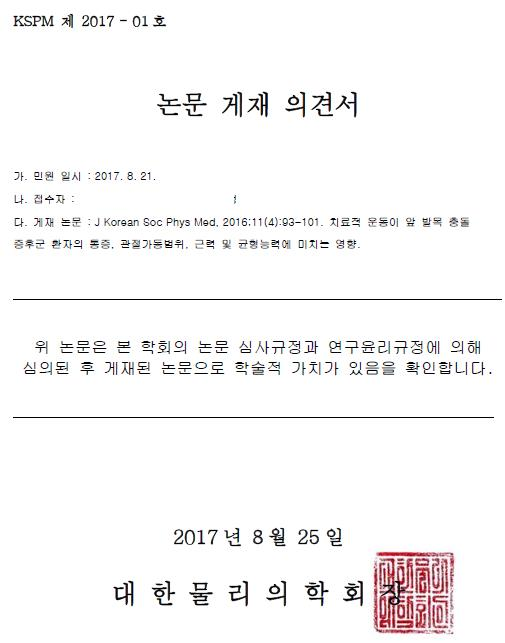 KSPM 제 2017 - 01 호
논문 게재 의견서
가. 민원 일시 : 2017. 8. 21.
나. 접수자 :
다. 게재 논문 : J Korean Soc Phys Med, 2016;11(4):93-101. 치료적 운동이 앞 발목 충돌
증후군 환자의 통증, 관절가동범위, 근력 및 균형능력에 미치는 영향.
위 논문은 본 학회의 논문 심사규정과 연구윤리규정에 의해
심의된 후 게재된 논문으로 학술적 가치가 있음을 확인합니다.
2017 년 8 월 25 일
대 한 물 리 의 학 회 장